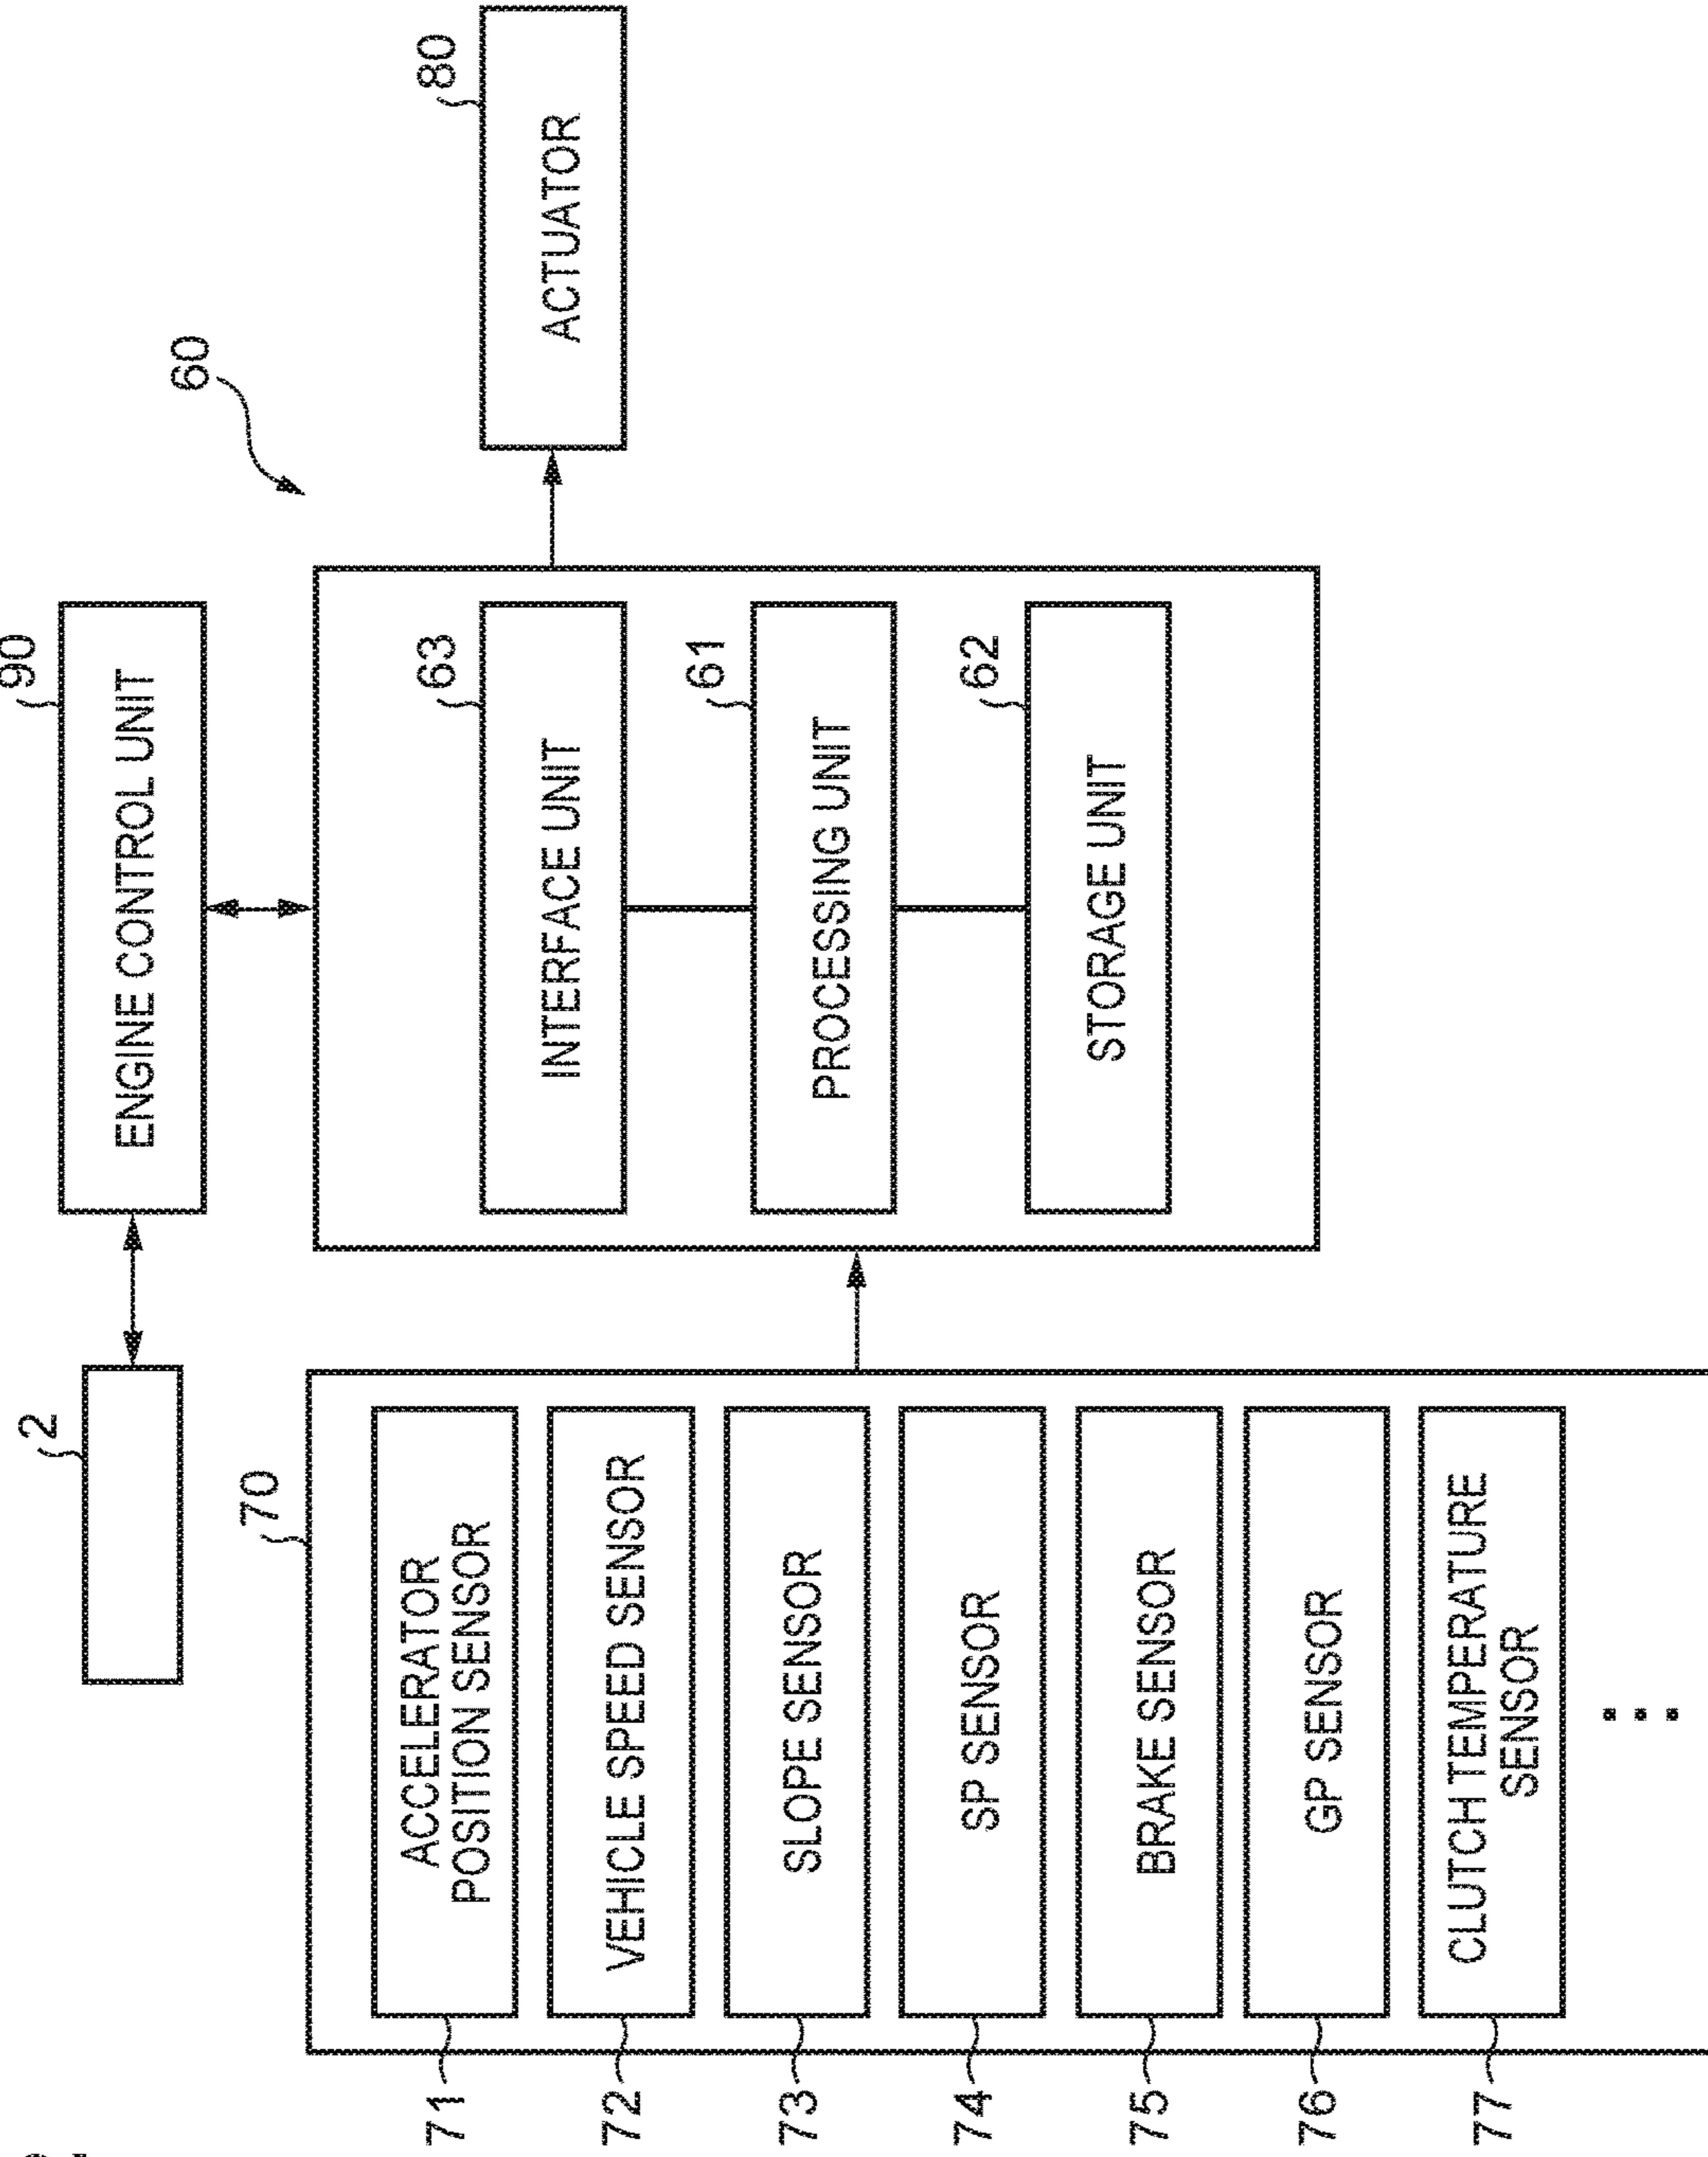 2
90
ENGINE CONTROL UNIT
60
70
71
ACCELERATOR
POSITION SENSOR
72
VEHICLE SPEED SENSOR
73
SLOPE SENSOR
74
SP SENSOR
75
BRAKE SENSOR
76
GP SENSOR
77
CLUTCH TEMPERATURE
SENSOR
63
INTERFACE UNIT
61
PROCESSING UNIT
62
STORAGE UNIT
80
ACTUATOR